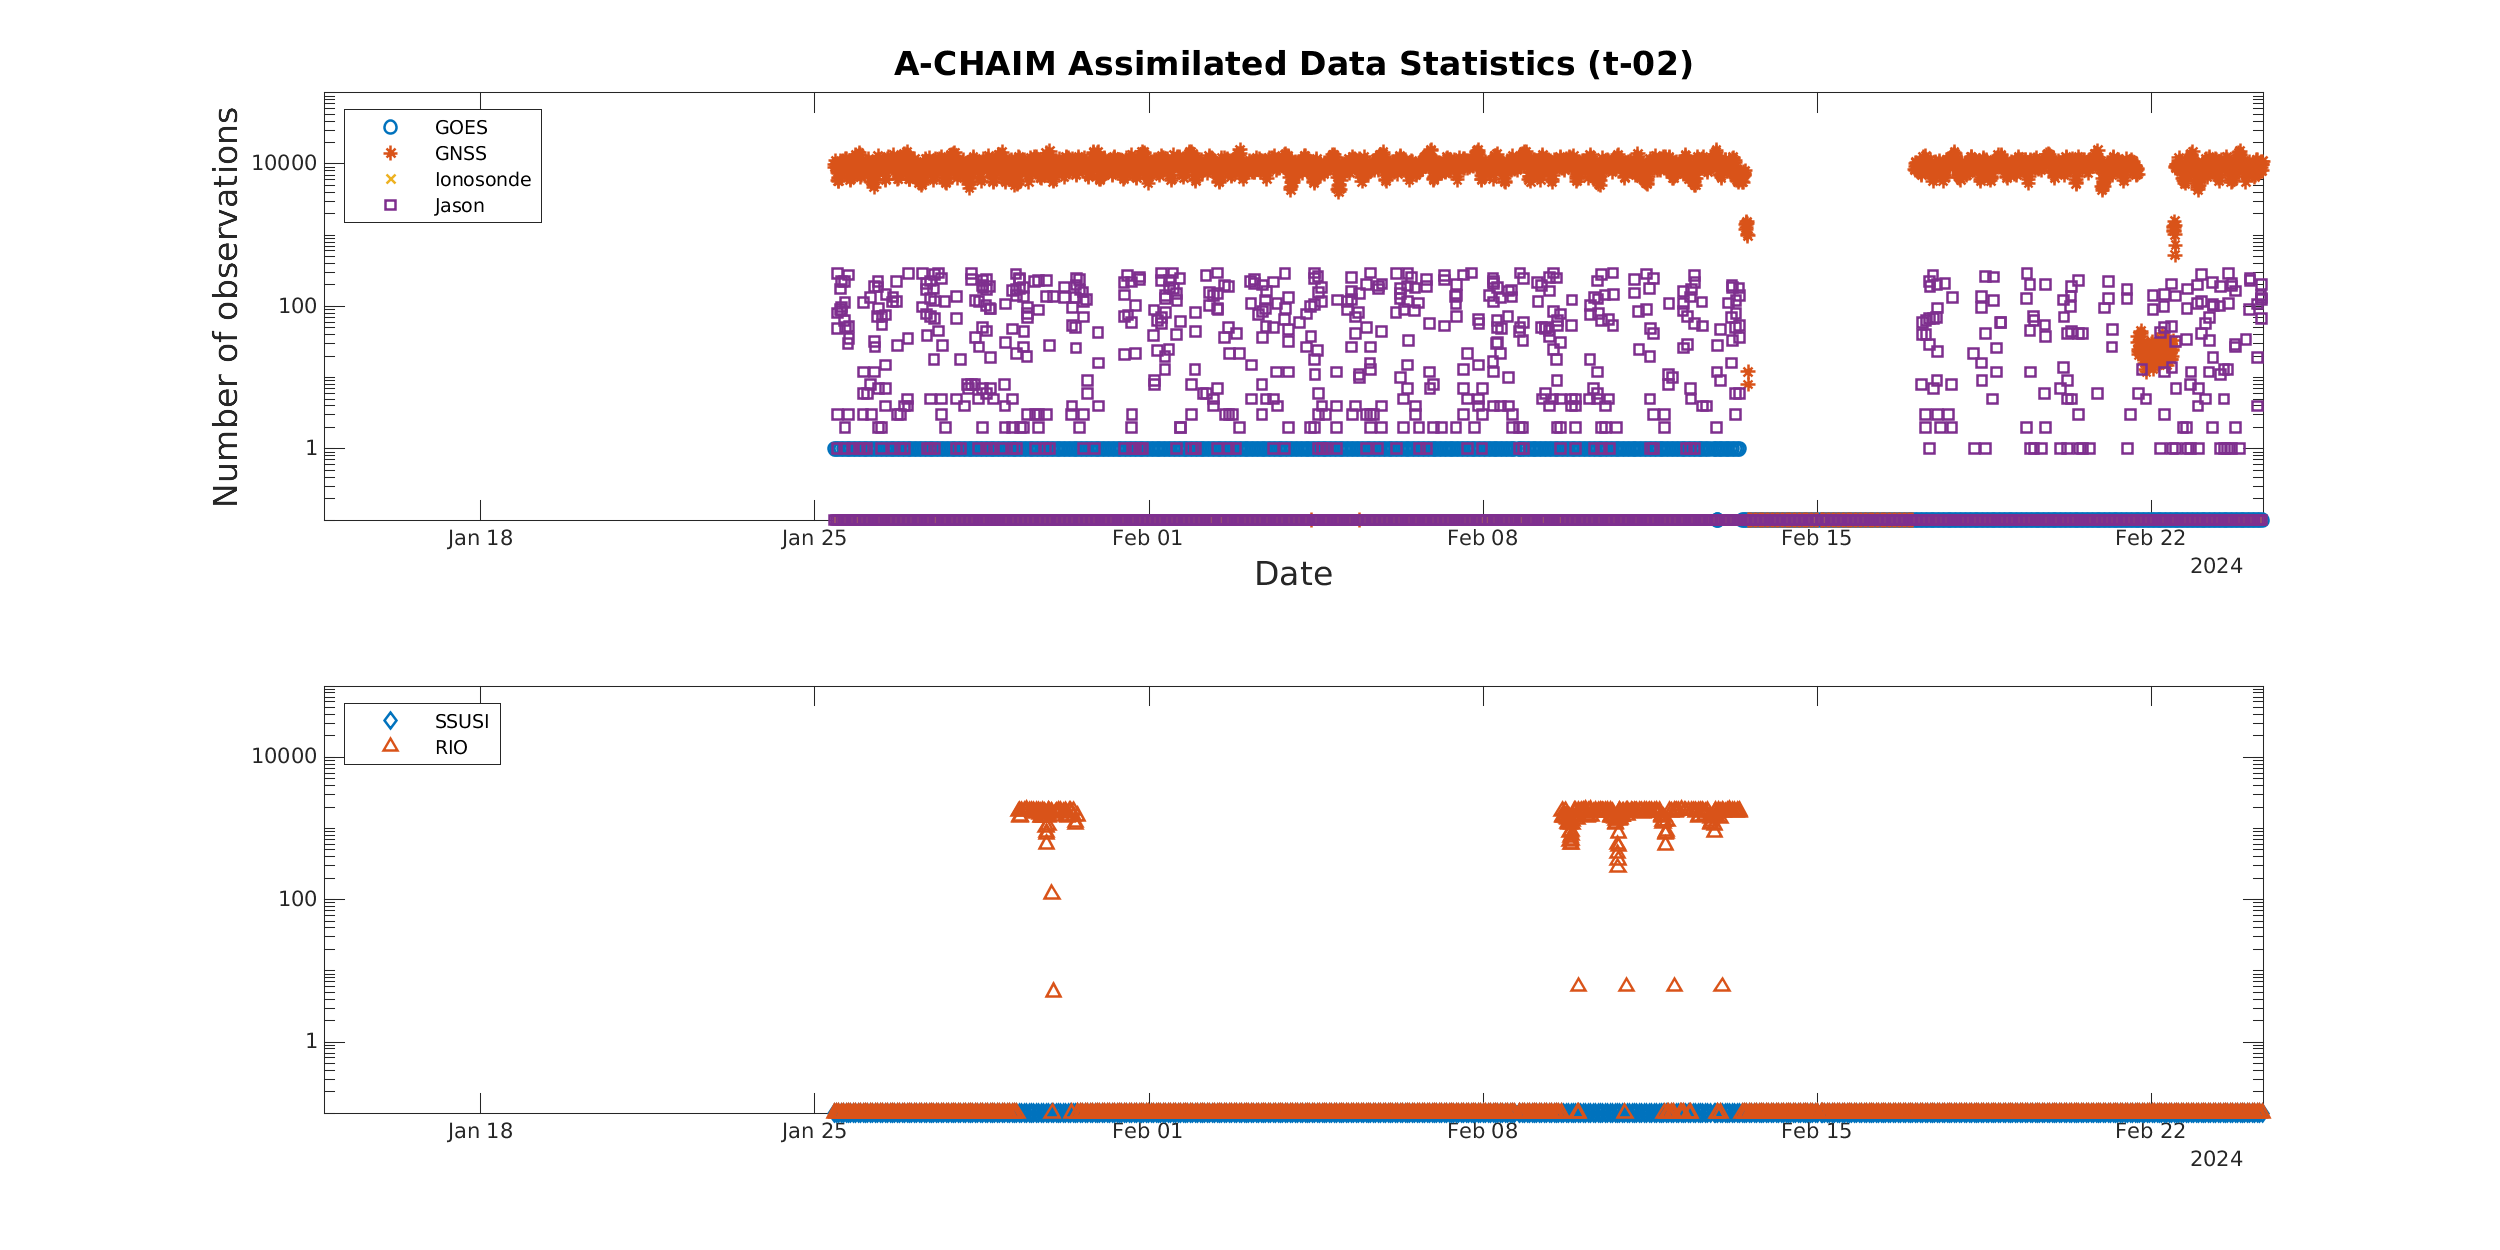 A-CHAIM Assimilated Data Statistics (t-02)
Number of observations
10000
100
1
GOES
GNSS
Ionosonde
Jason
Jan 18 Jan 25 Feb 01 Feb 08 Feb 15 Feb 22
2024
Date
10000
100
1
SSUSI
RIO
Jan 18 Jan 25 Feb 01 Feb 08 Feb 15 Feb 22
2024